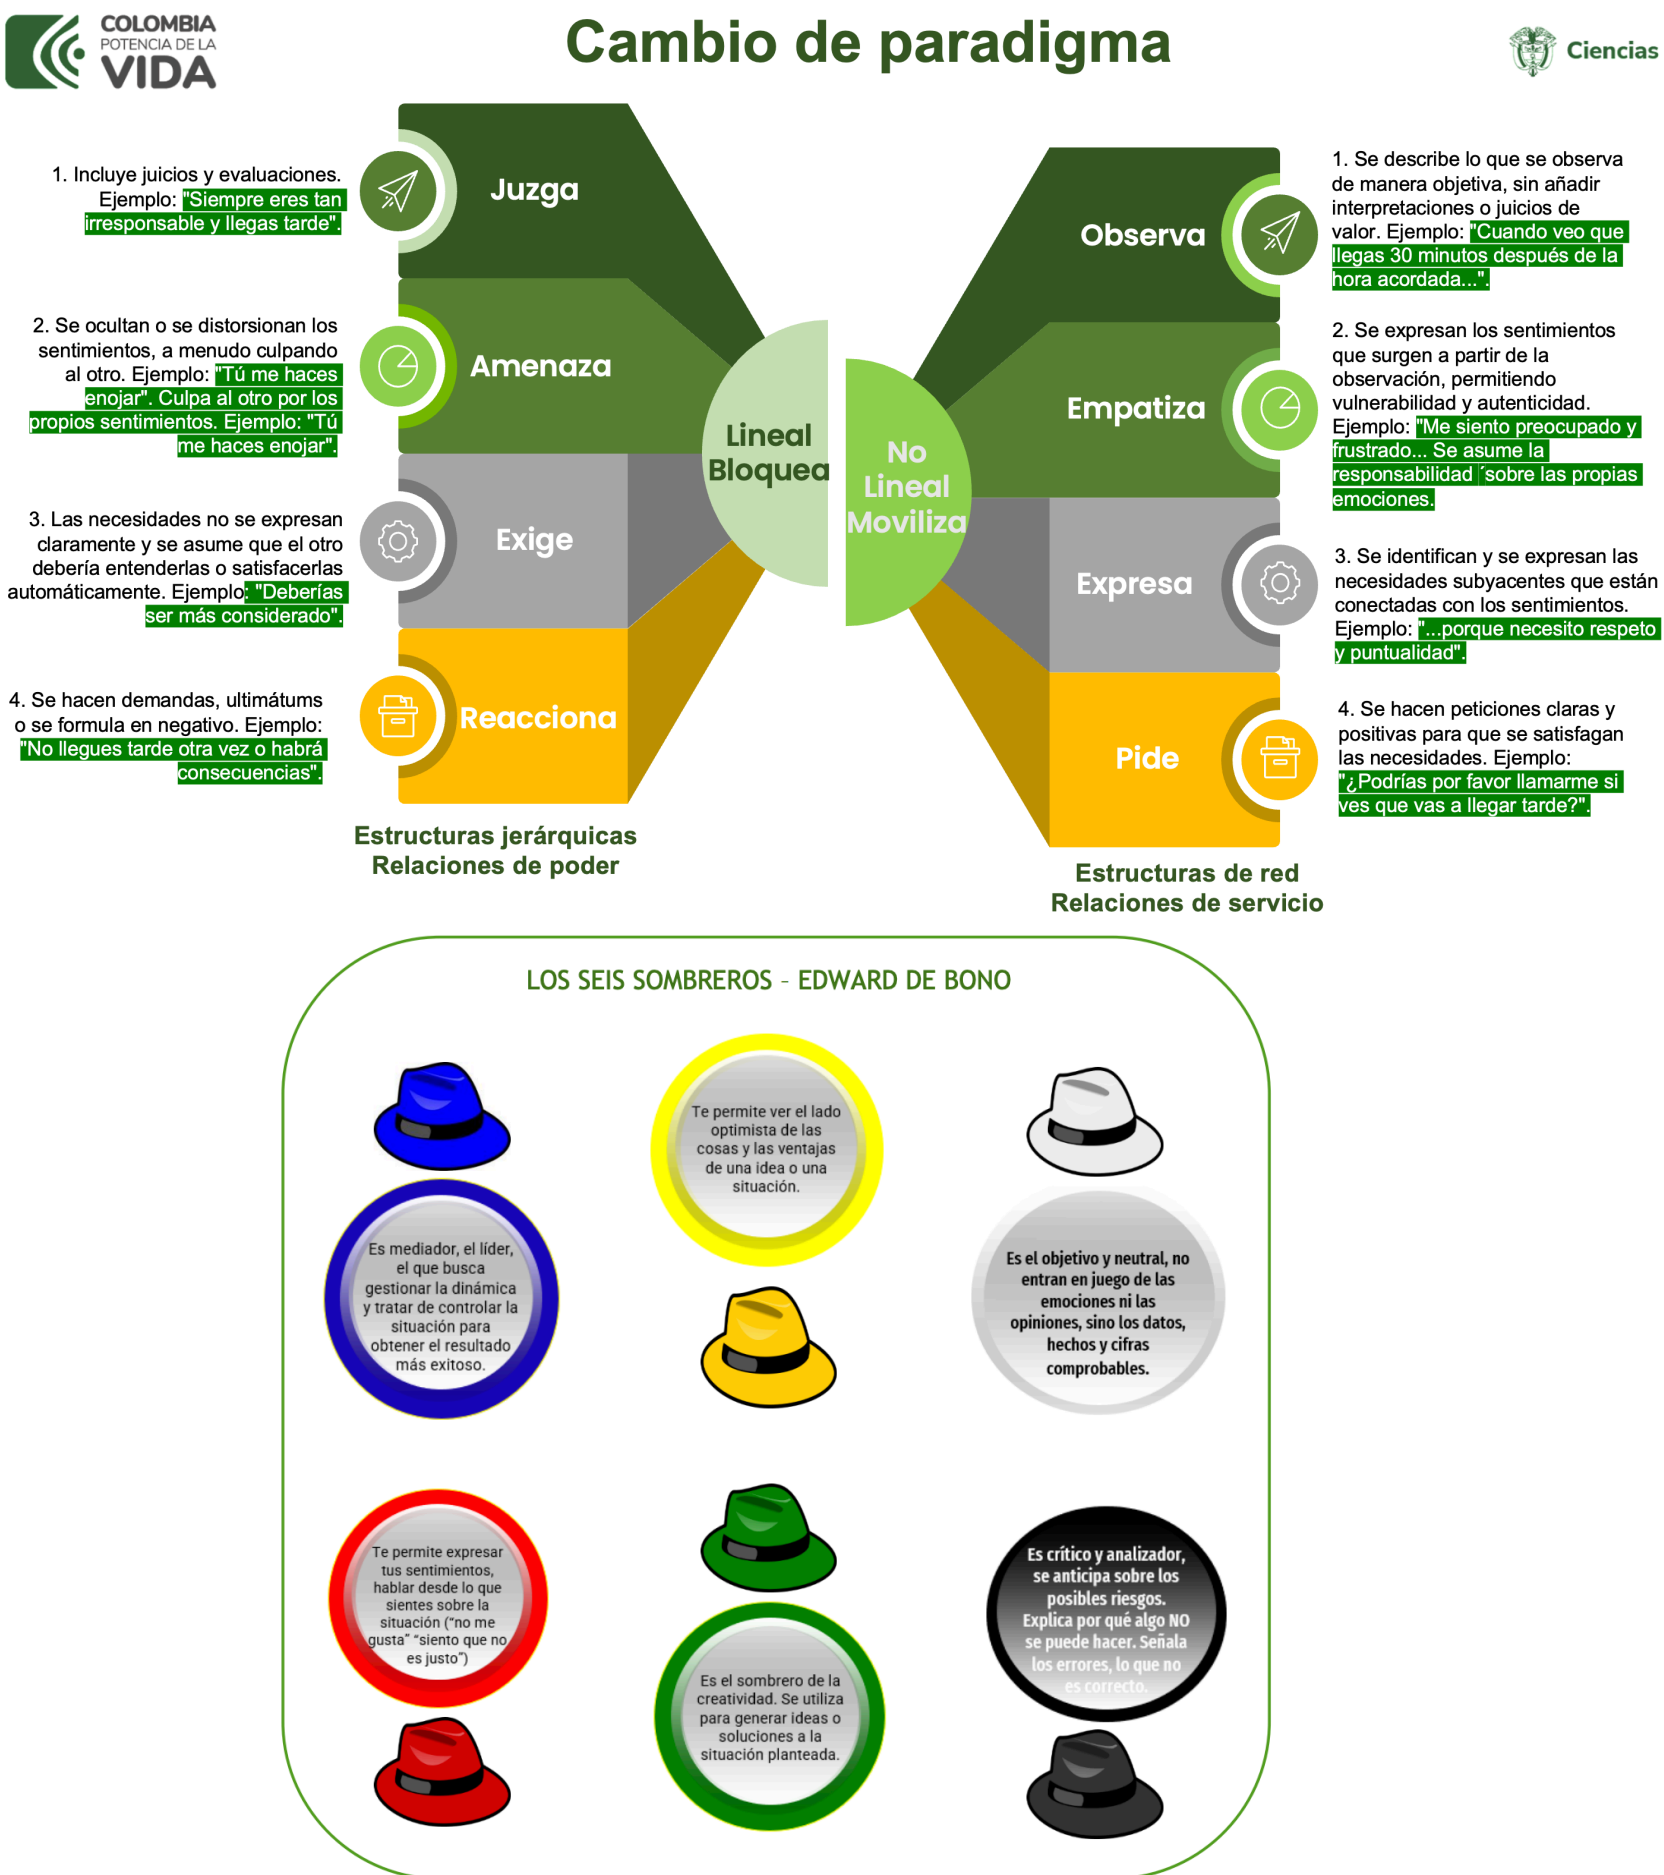 COLOMBIA
POTENCIA DE LA
VIDA
Cambio de paradigma
Ciencias
1. Incluye juicios y evaluaciones.
Ejemplo: "Siempre eres tan
irresponsable y llegas tarde".
Juzga
2. Se ocultan o se distorsionan los
sentimientos, a menudo culpando
al otro. Ejemplo: "Tú me haces
enojar". Culpa al otro por los
propios sentimientos. Ejemplo: "Tú
me haces enojar".
Amenaza
3. Las necesidades no se expresan
claramente y se asume que el otro
debería entenderlas o satisfacerlas
automáticamente. Ejemplo: "Deberías
ser más considerado".
Exige
4. Se hacen demandas, ultimátums
o se formula en negativo. Ejemplo:
"No llegues tarde otra vez o habrá
consecuencias".
Reacciona
Lineal
Bloquea
Estructuras jerárquicas
Relaciones de poder
No
Lineal
Moviliza
Observa
1. Se describe lo que se observa
de manera objetiva, sin añadir
interpretaciones o juicios de
valor. Ejemplo: "Cuando veo que
llegas 30 minutos después de la
hora acordada...".
Empatiza
2. Se expresan los sentimientos
que surgen a partir de la
observación, permitiendo
vulnerabilidad y autenticidad.
Ejemplo: "Me siento preocupado y
frustrado... Se asume la
responsabilidad ´sobre las propias
emociones.
Expresa
3. Se identifican y se expresan las
necesidades subyacentes que están
conectadas con los sentimientos.
Ejemplo: "...porque necesito respeto
y puntualidad".
Pide
4. Se hacen peticiones claras y
positivas para que se satisfagan
las necesidades. Ejemplo:
"¿Podrías por favor llamarme si
ves que vas a llegar tarde?".
Estructuras de red
Relaciones de servicio
LOS SEIS SOMBREROS - EDWARD DE BONO
Es mediador, el líder,
el que busca
gestionar la dinámica
y tratar de controlar la
situación para
obtener el resultado
más exitoso.
Te permite ver el lado
optimista de las
cosas y las ventajas
de una idea o una
situación.
Es el objetivo y neutral, no
entran en juego de las
emociones ni las
opiniones, sino los datos,
hechos y cifras
comprobables.
Te permite expresar
tus sentimientos,
hablar desde lo que
sientes sobre la
situación (“no me
gusta” “siento que no
es justo”)
Es el sombrero de la
creatividad. Se utiliza
para generar ideas o
soluciones a la
situación planteada.
Es crítico y analizador,
se anticipa sobre los
posibles riesgos.
Explica por qué algo NO
se puede hacer. Señala
los errores, lo que no
es correcto.